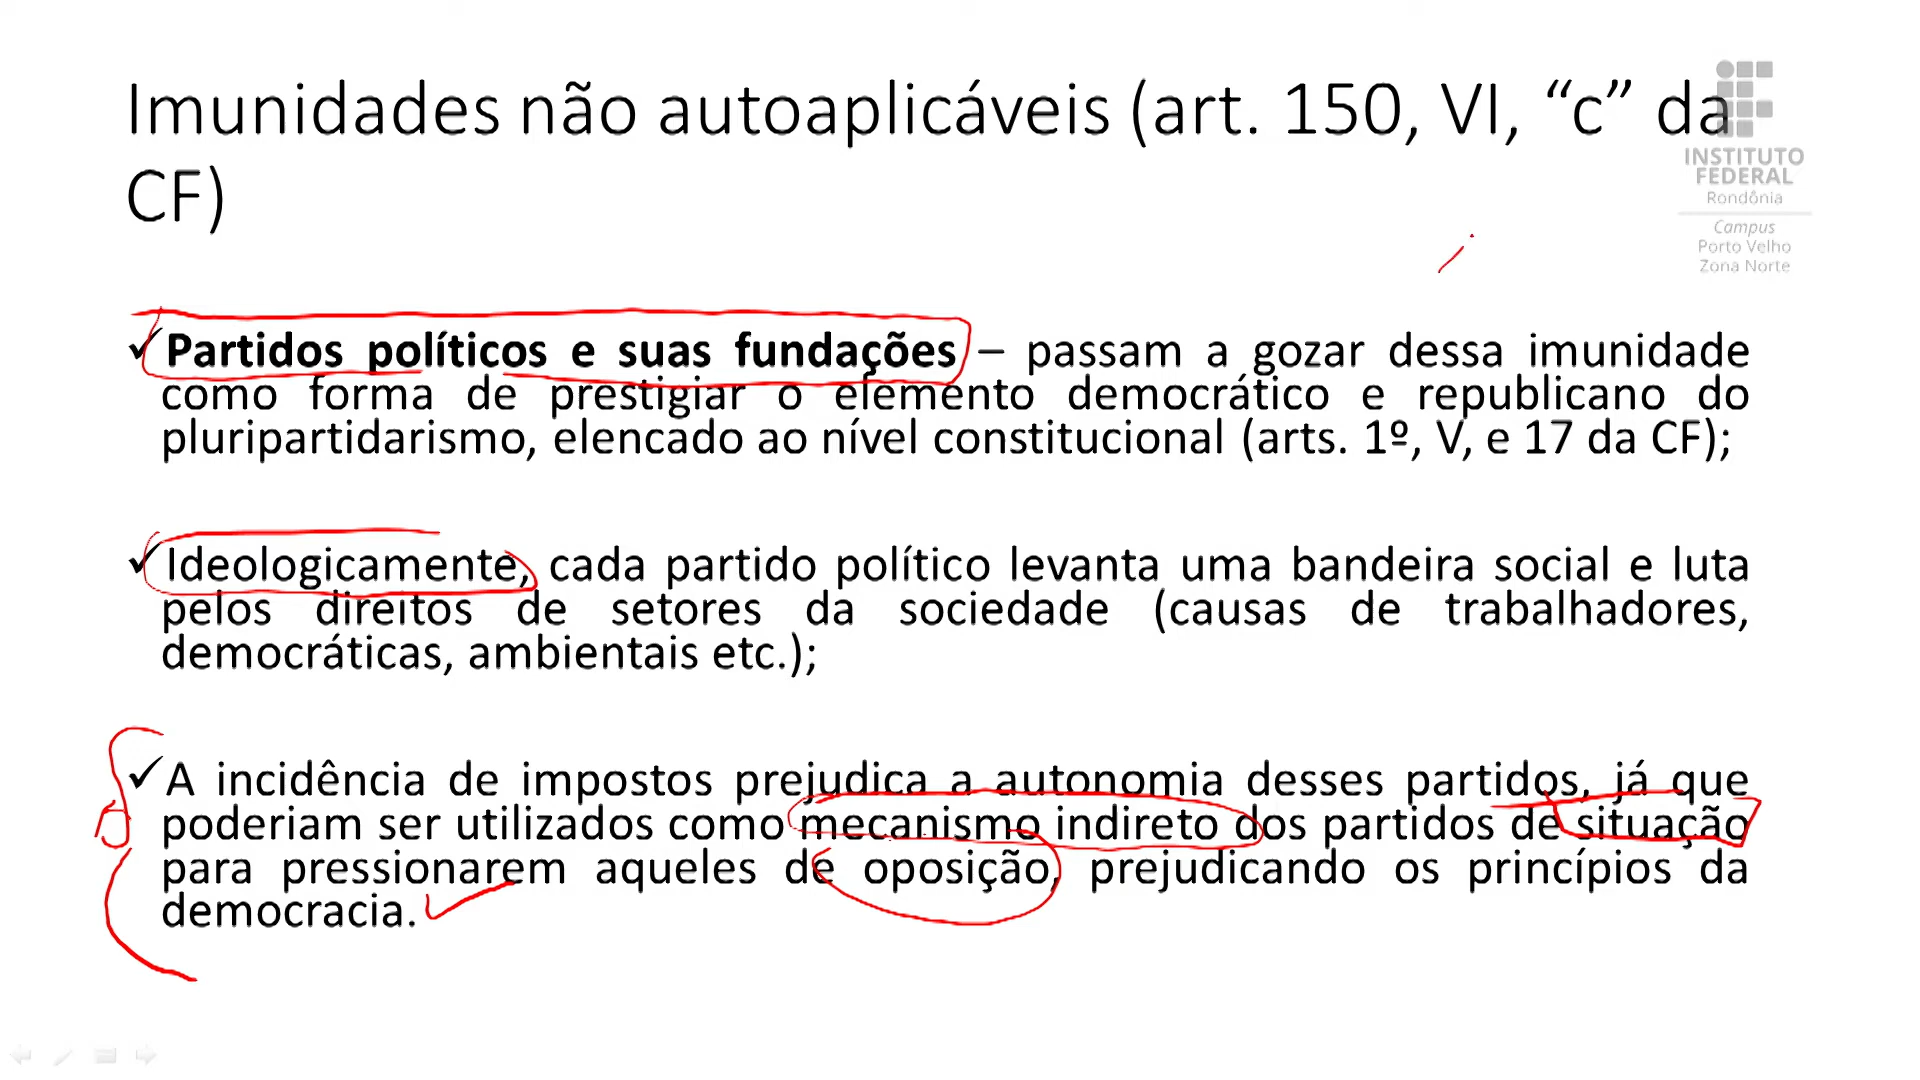 Imunidades não autoaplicáveis (art. 150, VI, “c” da
CF)
INSTITUTO
FEDERAL
Rondônia
Campus
Porto Velho
Zona Norte
✓Partidos políticos e suas fundações – passam a gozar dessa imunidade
como forma de prestigiar o elemento democrático e republicano do
pluripartidarismo, elencado ao nível constitucional (arts. 1º, V, e 17 da CF);
✓Ideologicamente, cada partido político levanta uma bandeira social e luta
pelos direitos de setores da sociedade (causas de trabalhadores,
democráticas, ambientais etc.);
✓A incidência de impostos prejudica a autonomia desses partidos, já que
poderiam ser utilizados como mecanismo indireto dos partidos de situação
para pressionarem aqueles de oposição, prejudicando os princípios da
democracia.